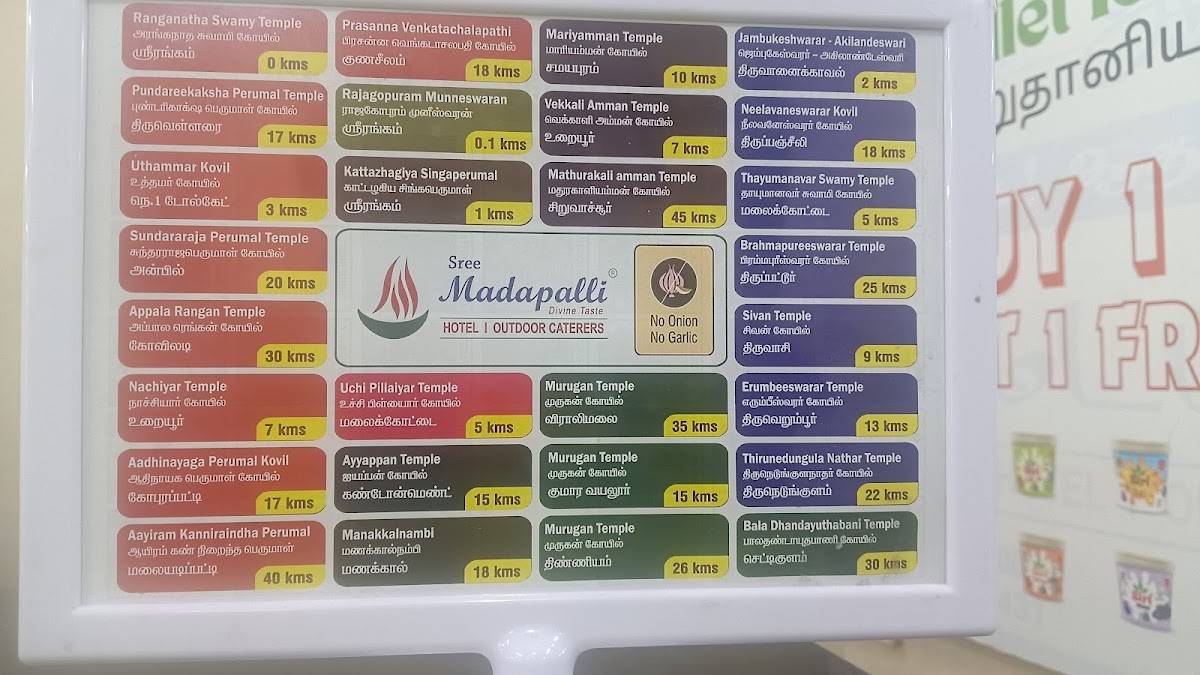 Ranganatha Swamy Temple
அரங்கநாத சுவாமி கோயில்
ஸ்ரீரங்கம்
0 kms
Pundareekaksha Perumal Temple
புண்டரிகாக்ஷ பெருமாள் கோயில்
திருவெள்ளரை
17 kms
Uthammar Kovil
உத்தமர் கோயில்
நெ.1 டோல்கேட்
3 kms
Sundararaja Perumal Temple
சுந்தரராஜபெருமாள் கோயில்
அன்பில்
20 kms
Appala Rangan Temple
அப்பால ரெங்கன் கோயில்
கோவிலடி
30 kms
Nachiyar Temple
நாச்சியார் கோயில்
உறையூர்
7 kms
Aadhinayaga Perumal Kovil
ஆதிநாயக பெருமாள் கோயில்
கோபுரப்பட்டி
17 kms
Aayiram Kanniraindha Perumal
ஆயிரம் கண் நிறைந்த பெருமாள்
மலையடிப்பட்டி
40 kms
Prasanna Venkatachalapathi
பிரசன்ன வெங்கடாசலபதி கோயில்
குணசீலம்
18 kms
Rajagopuram Munneswaran
ராஜகோபுரம் முனீஸ்வரன்
ஸ்ரீரங்கம்
0.1 kms
Kattazhagiya Singaperumal
காட்டழகிய சிங்கபெருமாள்
ஸ்ரீரங்கம்
1 kms
Mariyamman Temple
மாரியம்மன் கோயில்
சமயபுரம்
10 kms
Vekkali Amman Temple
வெக்காளி அம்மன் கோயில்
உறையூர்
7 kms
Mathurakali amman Temple
மதுரகாளியம்மன் கோயில்
சிறுவாச்சூர்
45 kms
Sree
Madapalli ®
Divine Taste
HOTEL I OUTDOOR CATERERS
No Onion
No Garlic
Uchi Pillaiyar Temple
உச்சி பிள்ளையார் கோயில்
மலைக்கோட்டை
5 kms
Ayyappan Temple
ஐயப்பன் கோயில்
கண்டோன்மெண்ட்
15 kms
Manakkalnambi
மணக்கால்நம்பி
மணக்கால்
18 kms
Murugan Temple
முருகன் கோயில்
விராலிமலை
35 kms
Murugan Temple
முருகன் கோயில்
குமார வயலூர்
15 kms
Murugan Temple
முருகன் கோயில்
திண்ணியம்
26 kms
Jambukeshwarar - Akilandeswari
ஜெம்புகேஸ்வரர் – அகிலாண்டேஸ்வரி
திருவானைக்காவல்
2 kms
Neelavaneswarar Kovil
நீலவனேஸ்வரர் கோயில்
திருப்பஞ்சீலி
18 kms
Thayumanavar Swamy Temple
தாயுமானவர் சுவாமி கோயில்
மலைக்கோட்டை
5 kms
Brahmapureeswarar Temple
பிரம்மபுரீஸ்வரர் கோயில்
திருப்பட்டூர்
25 kms
Sivan Temple
சிவன் கோயில்
திருவாசி
9 kms
Erumbeeswarar Temple
எரும்பீஸ்வரர் கோயில்
திருவெறும்பூர்
13 kms
Thirunedungula Nathar Temple
திருநெடுங்குளநாதர் கோயில்
திருநெடுங்குளம்
22 kms
Bala Dhandayuthabani Temple
பாலதண்டாயுதபாணி கோயில்
செட்டிகுளம்
30 kms
றுதானிய
UY 1
T 1 FR